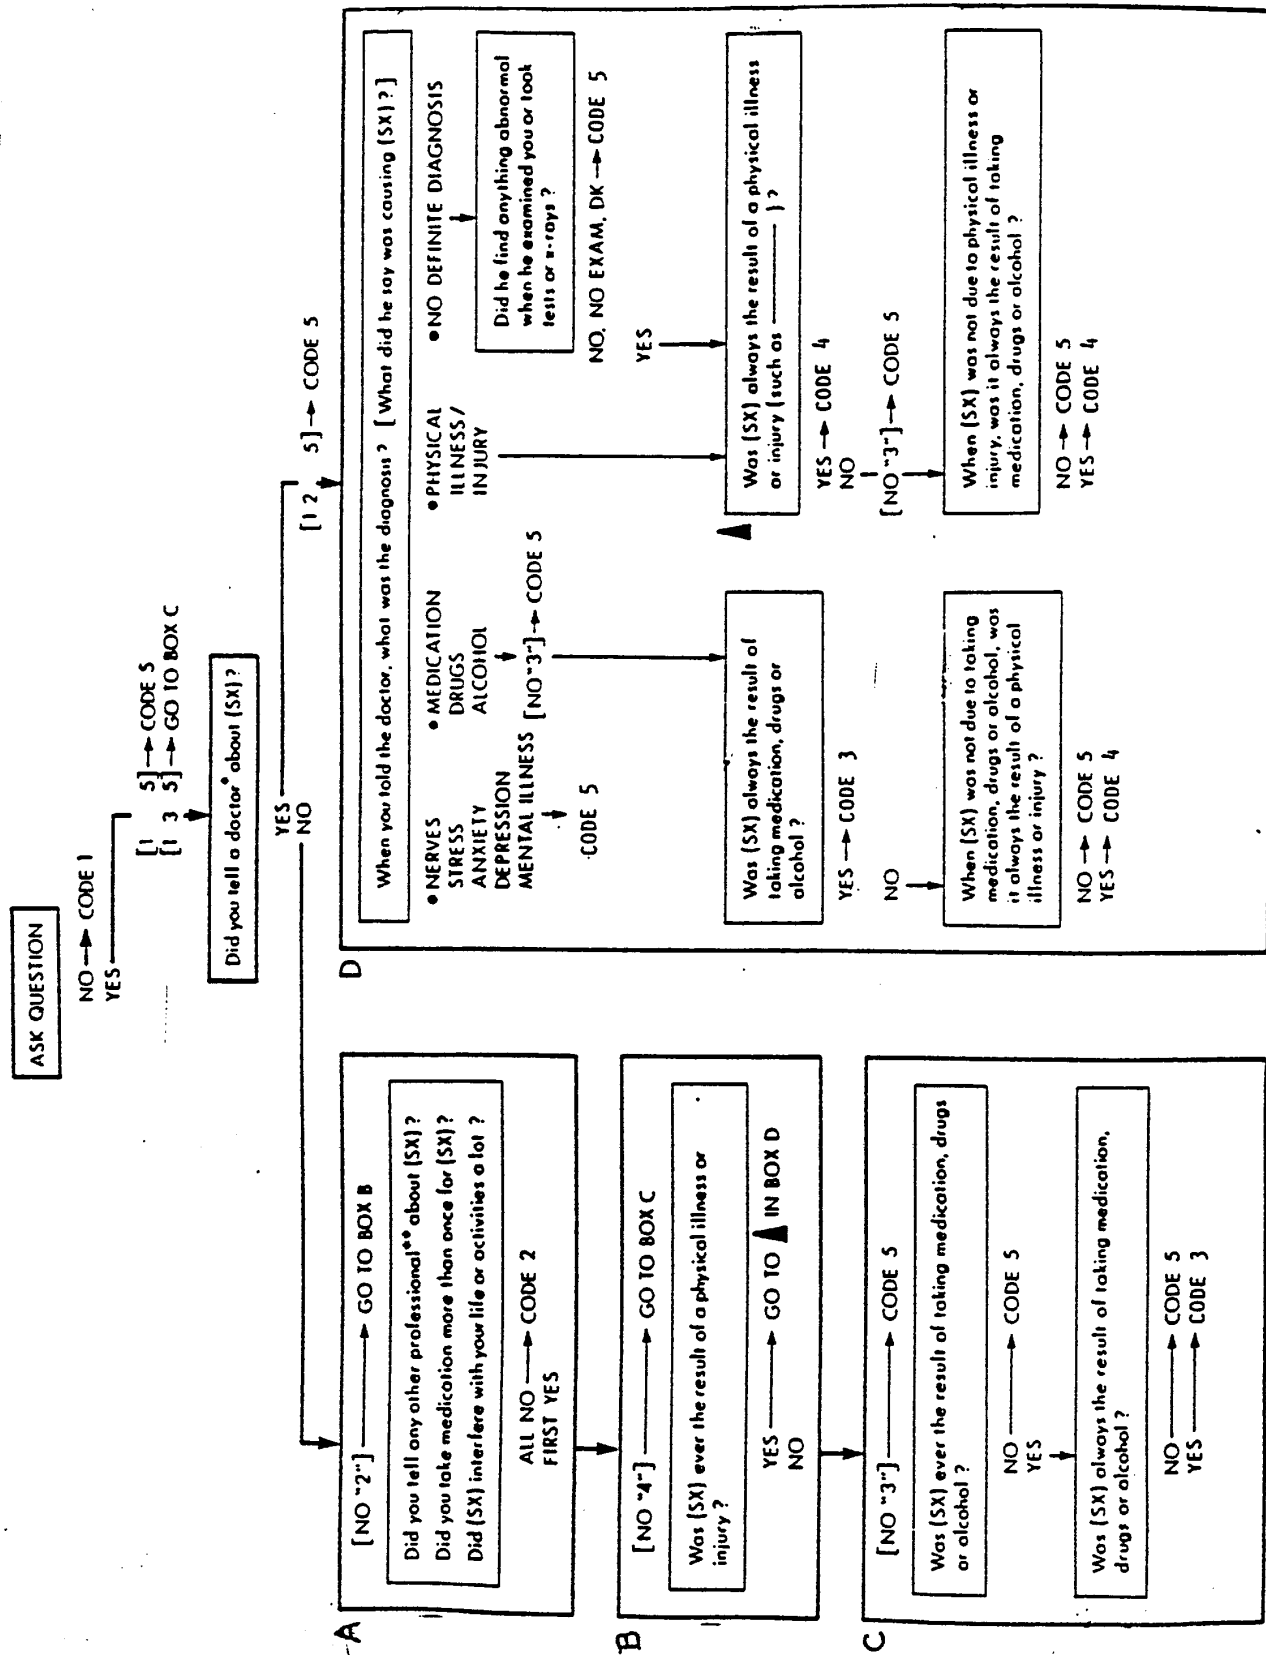 ASK QUESTION
NO → CODE 1
YES
[1 5] → CODE 5
[1 3 5] → GO TO BOX C
Did you tell a doctor* about (SX)?
YES
NO
[1 2 5] → CODE 5
A
[NO "2"] → GO TO BOX B
Did you tell any other professional** about (SX)?
Did you take medication more than once for (SX)?
Did (SX) interfere with your life or activities a lot?
ALL NO → CODE 2
FIRST YES
B
[NO "4"] → GO TO BOX C
Was (SX) ever the result of a physical illness or
injury?
YES → GO TO ▲ IN BOX D
NO
C
[NO "3"] → CODE 5
Was (SX) ever the result of taking medication, drugs
or alcohol?
NO → CODE 5
YES
Was (SX) always the result of taking medication,
drugs or alcohol?
NO → CODE 5
YES → CODE 3
D
When you told the doctor, what was the diagnosis? [What did he say was causing (SX)?]
• NERVES
STRESS
ANXIETY
DEPRESSION
MENTAL ILLNESS
CODE 5
• MEDICATION
DRUGS
ALCOHOL
[NO "3"] → CODE 5
• PHYSICAL
ILLNESS/
INJURY
• NO DEFINITE DIAGNOSIS
Did he find anything abnormal
when he examined you or took
tests or x-rays?
NO, NO EXAM, DK → CODE 5
YES
Was (SX) always the result of
taking medication, drugs or
alcohol?
YES → CODE 3
NO
When (SX) was not due to taking
medication, drugs or alcohol, was
it always the result of a physical
illness or injury?
NO → CODE 5
YES → CODE 4
▲
Was (SX) always the result of a physical illness
or injury (such as ________ )?
YES → CODE 4
NO
[NO "3"] → CODE 5
When (SX) was not due to physical illness or
injury, was it always the result of taking
medication, drugs or alcohol?
NO → CODE 5
YES → CODE 4